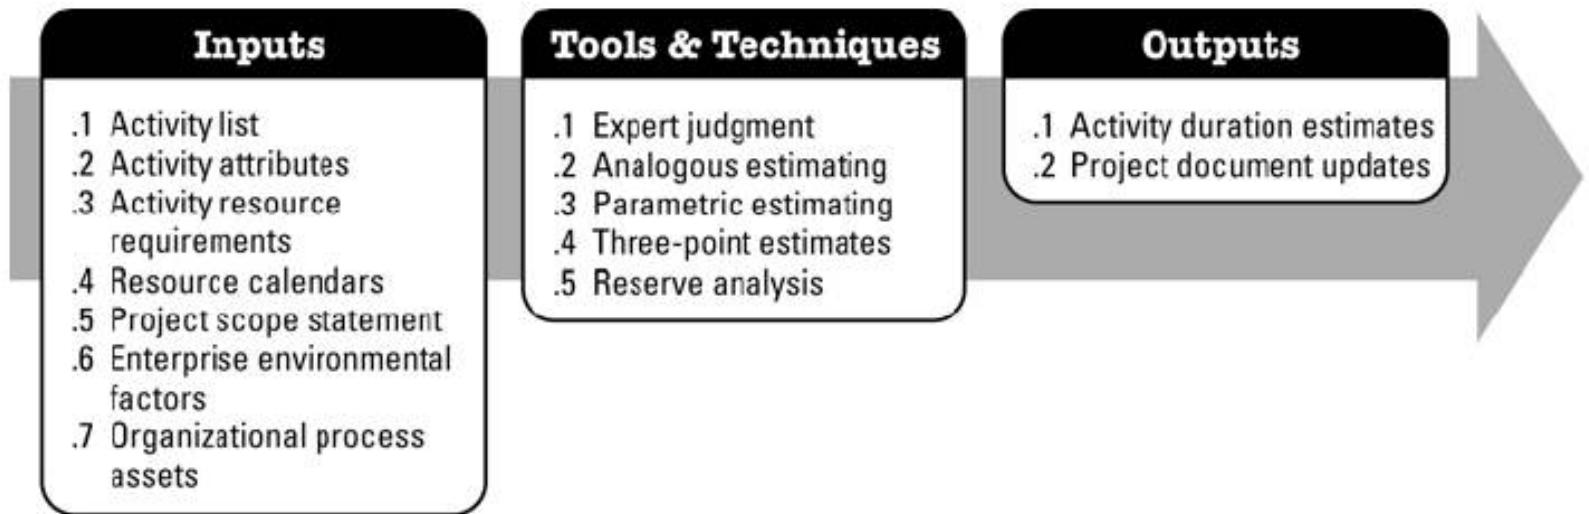 Inputs
.1 Activity list
.2 Activity attributes
.3 Activity resource
requirements
.4 Resource calendars
.5 Project scope statement
.6 Enterprise environmental
factors
.7 Organizational process
assets
Tools & Techniques
.1 Expert judgment
.2 Analogous estimating
.3 Parametric estimating
.4 Three-point estimates
.5 Reserve analysis
Outputs
.1 Activity duration estimates
.2 Project document updates